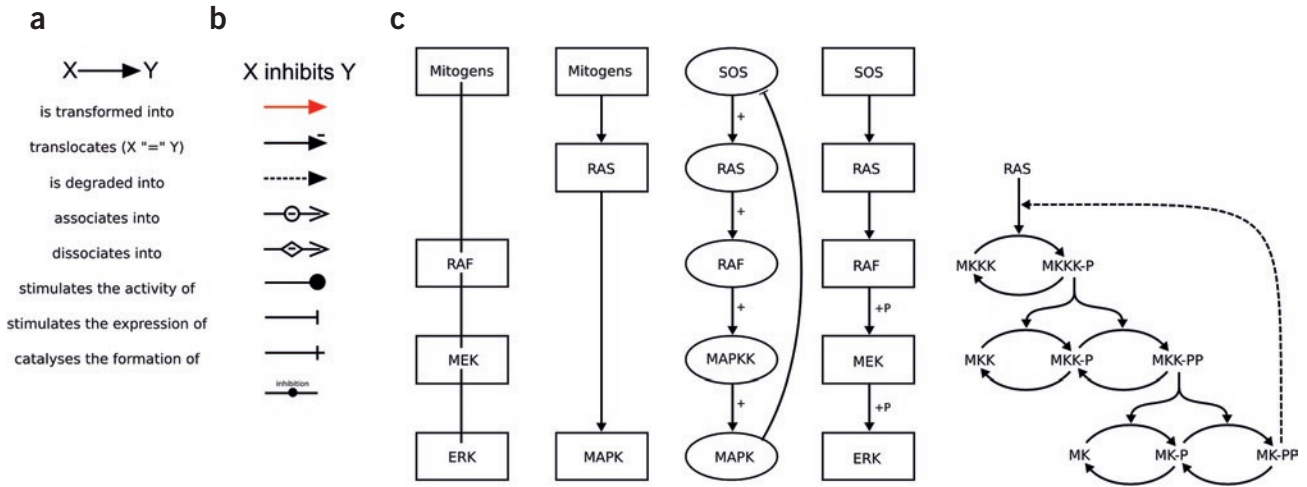 a
X Y
is transformed into
translocates (X "=" Y)
is degraded into
associates into
dissociates into
stimulates the activity of
stimulates the expression of
catalyses the formation of
b
X inhibits Y
-
-
-
inhibition
c
Mitogens
RAF
MEK
ERK
Mitogens
RAS
MAPK
SOS
+
RAS
+
RAF
+
MAPKK
+
MAPK
SOS
RAS
RAF
+P
MEK
+P
ERK
RAS
MKKK MKKK-P
MKK MKK-P MKK-PP
MK MK-P MK-PP